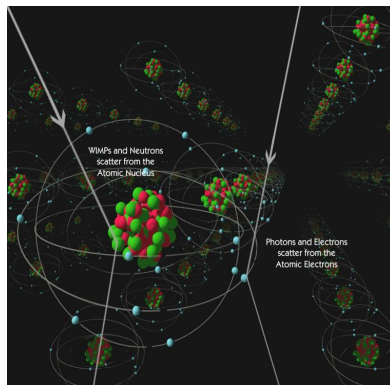 WIMPs and Neutrons
scatter from the
Atomic Nucleus
Photons and Electrons
scatter from the
Atomic Electrons